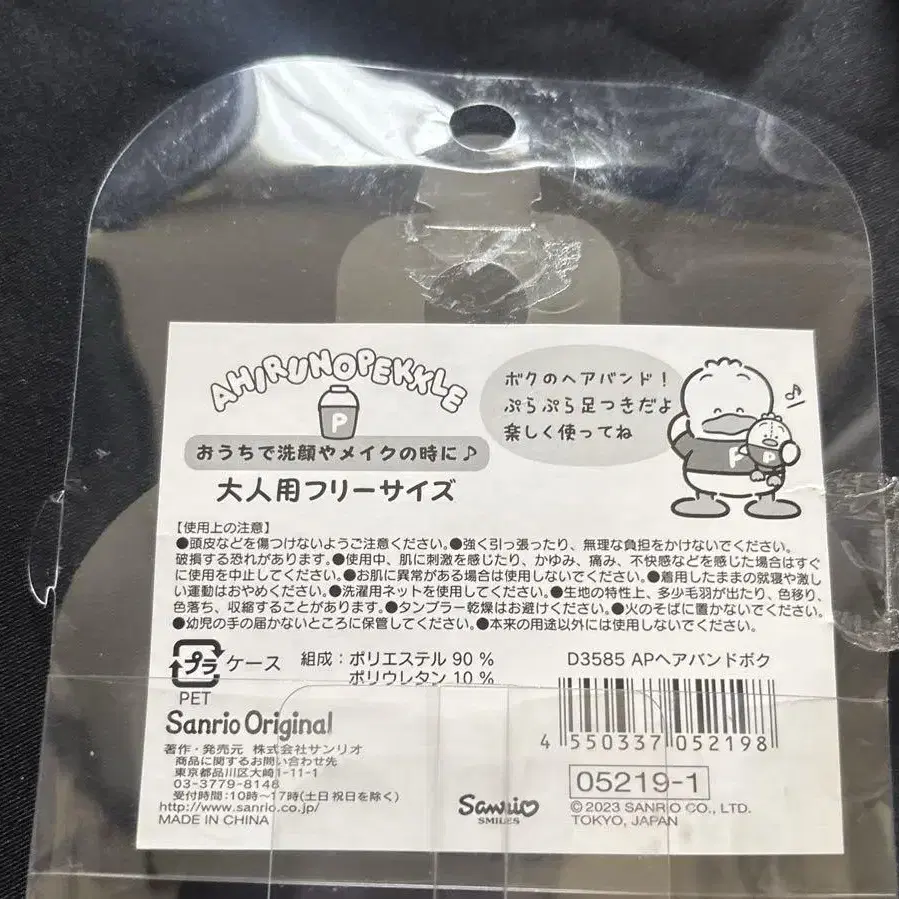 AHIRUNOPEKKLE
P
おうちで洗顔やメイクの時に♪
大人用フリーサイズ
ボクのヘアバンド!
ぷらぷら足つきだよ
楽しく使ってね
P
P
【使用上の注意】
●頭皮などを傷つけないようご注意ください。●強く引っ張ったり、無理な負担をかけないでください。
破損する恐れがあります。●使用中、肌に刺激を感じたり、かゆみ、痛み、不快感などを感じた場合はすぐ
に使用を中止してください。●お肌に異常がある場合は使用しないでください。●着用したままの就寝や激し
い運動はおやめください。●洗濯用ネットを使用してください。●生地の特性上、多少毛羽が出たり、色移り、
色落ち、収縮することがあります。●タンブラー乾燥はお避けください。●火のそばに置かないでください。
●幼児の手の届かないところに保管してください。●本来の用途以外には使用しないでください。
プラ ケース
PET
組成:ポリエステル 90 %
ポリウレタン 10 %
D3585 APヘアバンドボク
4 550337 052198
05219-1
Sanrio Original
著作・発売元 株式会社サンリオ
商品に関するお問い合わせ先
東京都品川区大崎1-11-1
03-3779-8148
受付時間:10時〜17時(土日祝日を除く)
http://www.sanrio.co.jp/
MADE IN CHINA
Sanrio
SMILES
© 2023 SANRIO CO., LTD.
TOKYO, JAPAN